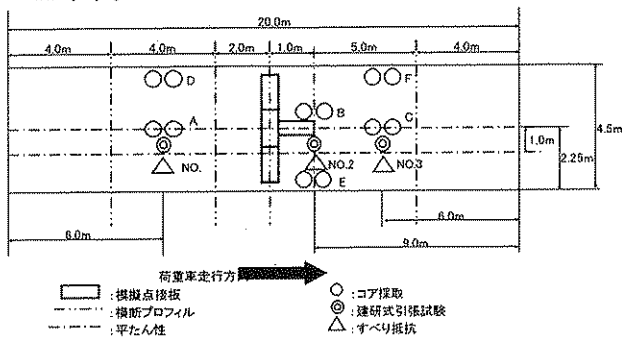 20.0m
4.0m 4.0m 2.0m 1.0m 5.0m 4.0m
D F
A B C
4.5m
1.0m
2.25m
NO. NO.2 NO.3
E
6.0m 6.0m
9.0m
荷重車走行方
:模擬点検板 :コア採取
:横断プロフィル :建研式引張試験
:平たん性 :すべり抵抗